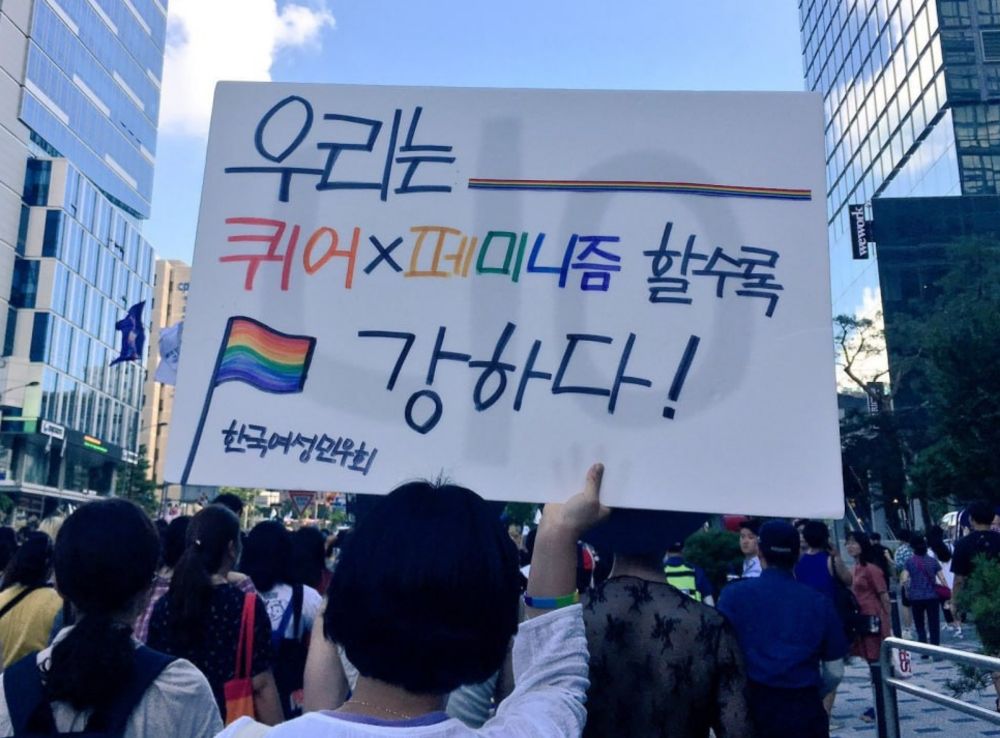 우리는
퀴어×페미니즘 할수록
강하다!
한국여성민우회
wework